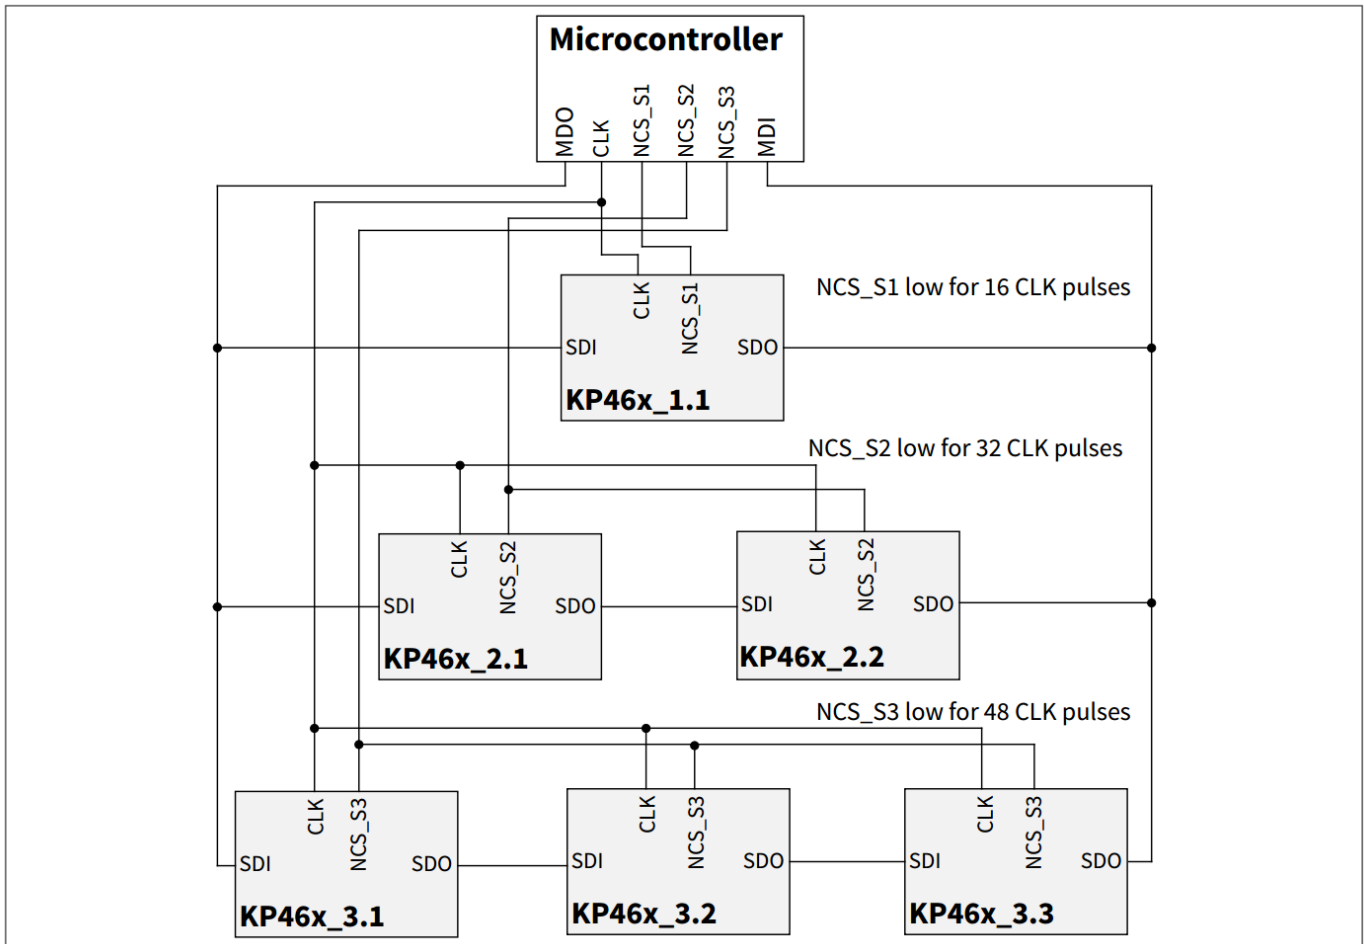 Microcontroller
MDO
CLK
NCS_S1
NCS_S2
NCS_S3
MDI
CLK
NCS_S1
NCS_S1 low for 16 CLK pulses
SDI
SDO
KP46x_1.1
NCS_S2 low for 32 CLK pulses
CLK
NCS_S2
CLK
NCS_S2
SDI
SDO
SDI
SDO
KP46x_2.1
KP46x_2.2
NCS_S3 low for 48 CLK pulses
CLK
NCS_S3
CLK
NCS_S3
CLK
NCS_S3
SDI
SDO
SDI
SDO
SDI
SDO
KP46x_3.1
KP46x_3.2
KP46x_3.3